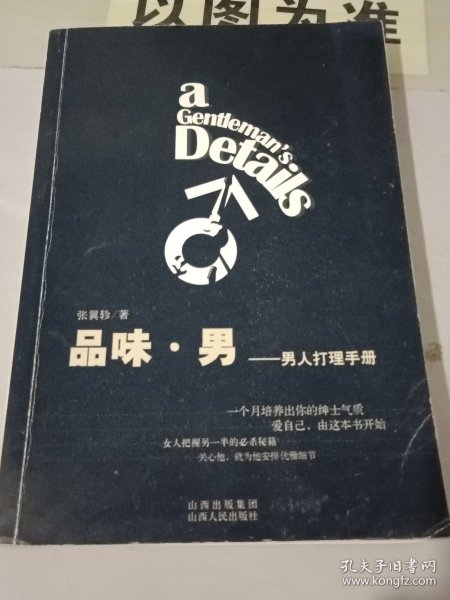 以图为准
a
Gentleman's
Details
张翼轸/著
品味·男——男人打理手册
一个月培养出你的绅士气质
爱自己,由这本书开始
女人把握另一半的必杀秘籍
关心他,就为他安排优雅细节
山西出版集团
山西人民出版社
孔夫子旧书网
www.kongfz.com